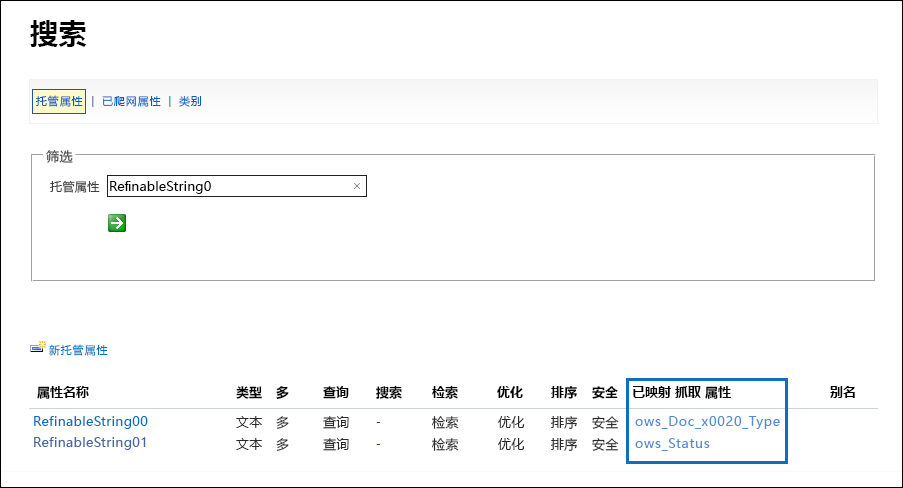 搜索
托管属性 | 已爬网属性 | 类别
筛选
托管属性 RefinableString0 ×
新托管属性
属性名称 类型 多 查询 搜索 检索 优化 排序 安全 已映射 抓取 属性 别名
RefinableString00 文本 多 查询 - 检索 优化 排序 安全 ows_Doc_x0020_Type
RefinableString01 文本 多 查询 - 检索 优化 排序 安全 ows_Status